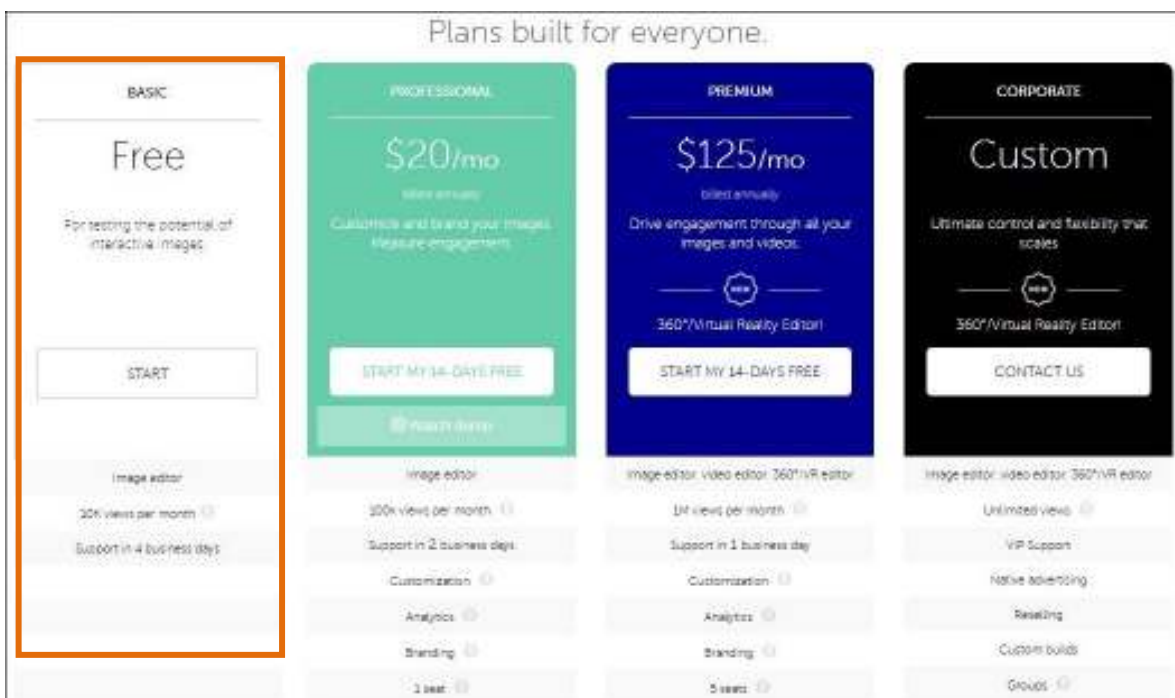 Plans built for everyone.
BASIC
Free
For testing the potential of
interactive images
START
Image editor
10K views per month
Support in 4 business days
PROFESSIONAL
$20/mo
billed annually
Customize and brand your images.
Measure engagement.
START MY 14-DAYS FREE
Watch demo
Image editor
100k views per month
Support in 2 business days
Customization
Analytics
Branding
1 seat
PREMIUM
$125/mo
billed annually
Drive engagement through all your
images and videos.
NEW
360°/Virtual Reality Editor!
START MY 14-DAYS FREE
Image editor, video editor, 360°/VR editor
1M views per month
Support in 1 business day
Customization
Analytics
Branding
5 seats
CORPORATE
Custom
Ultimate control and flexibility that
scales
NEW
360°/Virtual Reality Editor!
CONTACT US
Image editor, video editor, 360°/VR editor
Unlimited views
VIP Support
Native advertising
Reselling
Custom builds
Groups